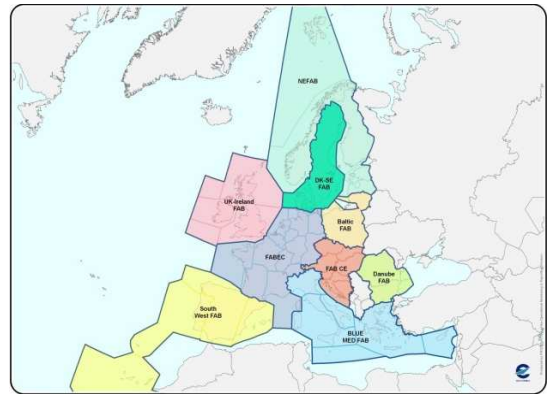 NEFAB
DK-SE
FAB
UK-Ireland
FAB
Baltic
FAB
FABEC
FAB CE
Danube
FAB
South
West FAB
BLUE
MED FAB